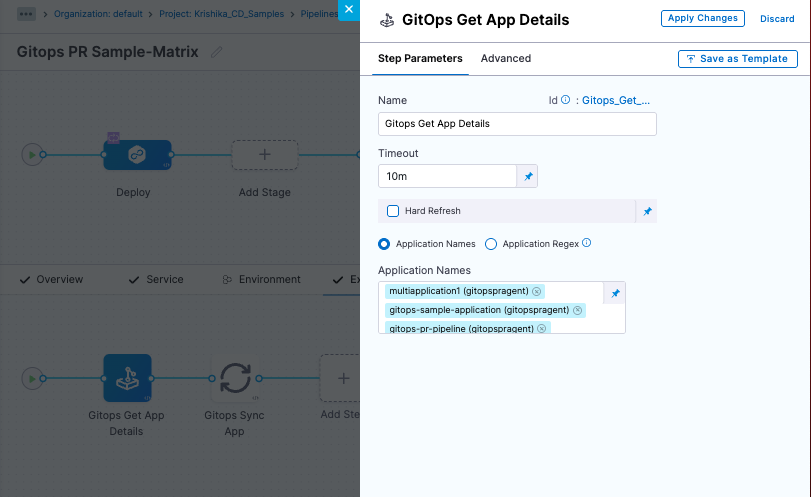 Organization: default > Project: Krishika_CD_Samples > Pipelines
Gitops PR Sample-Matrix
Deploy
Add Stage
Overview
Service
Environment
Ex
Gitops Get App
Details
Gitops Sync
App
Add Ste
GitOps Get App Details
Apply Changes
Discard
Step Parameters
Advanced
Save as Template
Name
Id : Gitops_Get_...
Gitops Get App Details
Timeout
10m
Hard Refresh
Application Names
Application Regex
Application Names
multiapplication1 (gitopspragent)
gitops-sample-application (gitopspragent)
gitops-pr-pipeline (gitopspragent)